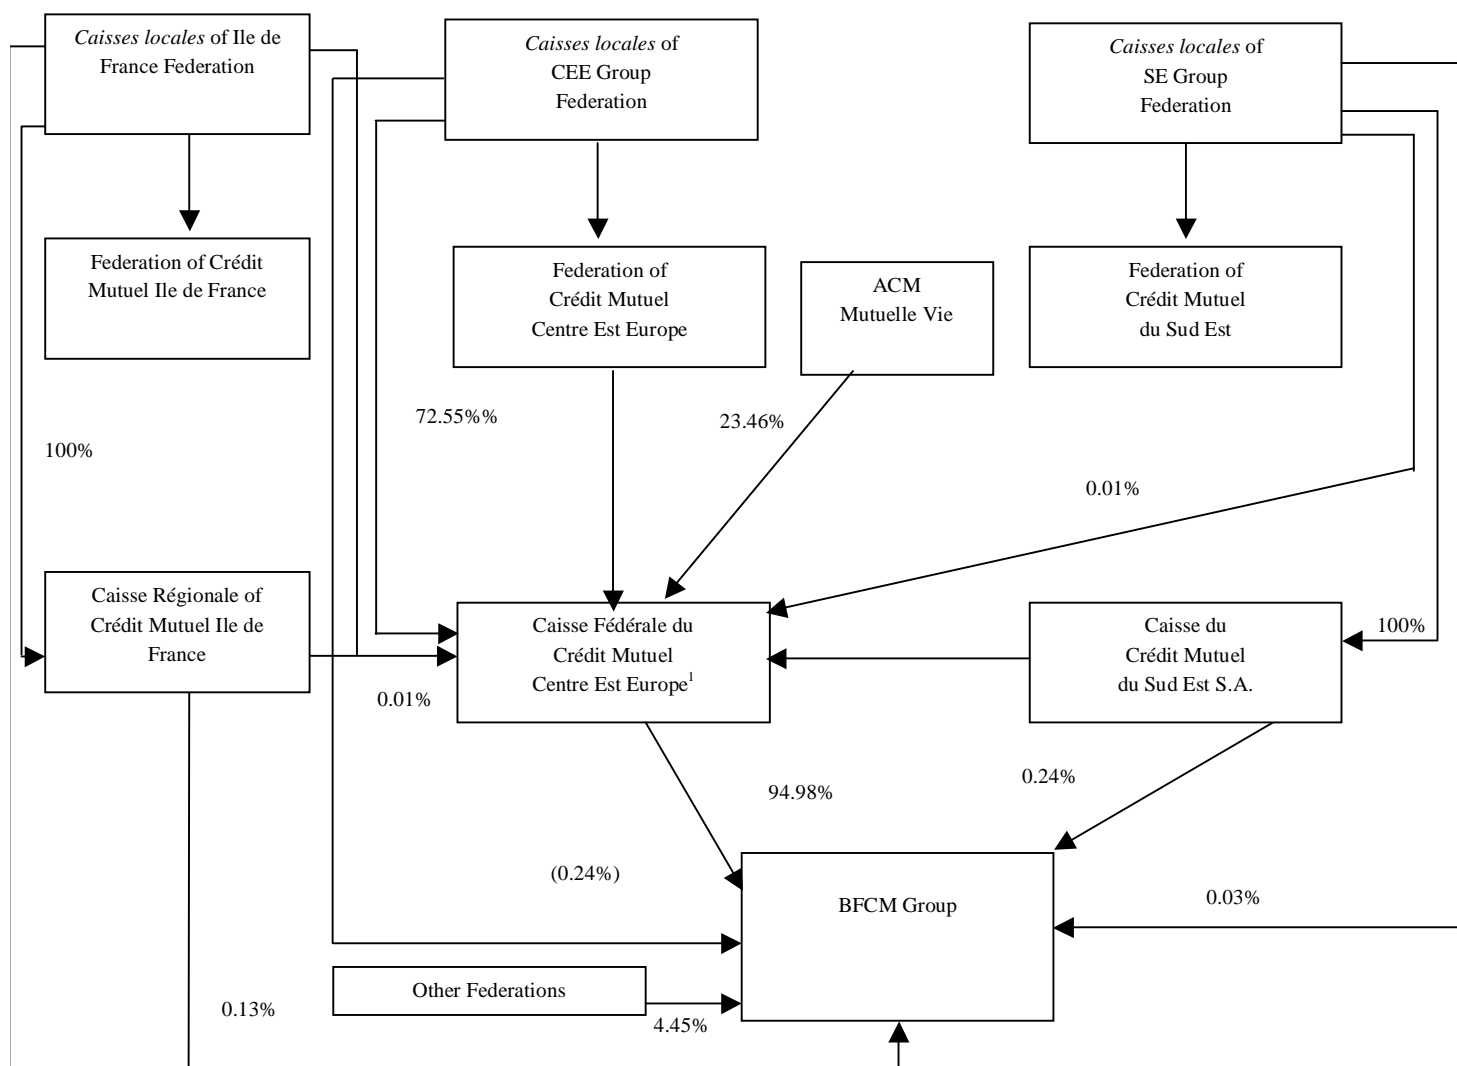 Caisses locales of Ile de
France Federation
Caisses locales of
CEE Group
Federation
Caisses locales of
SE Group
Federation
Federation of Crédit
Mutuel Ile de France
Federation of
Crédit Mutuel
Centre Est Europe
ACM
Mutuelle Vie
Federation of
Crédit Mutuel
du Sud Est
72.55%%
23.46%
100%
0.01%
Caisse Régionale of
Crédit Mutuel Ile de
France
Caisse Fédérale du
Crédit Mutuel
Centre Est Europe1
Caisse du
Crédit Mutuel
du Sud Est S.A.
100%
0.01%
94.98%
0.24%
(0.24%)
BFCM Group
0.03%
Other Federations
0.13%
4.45%